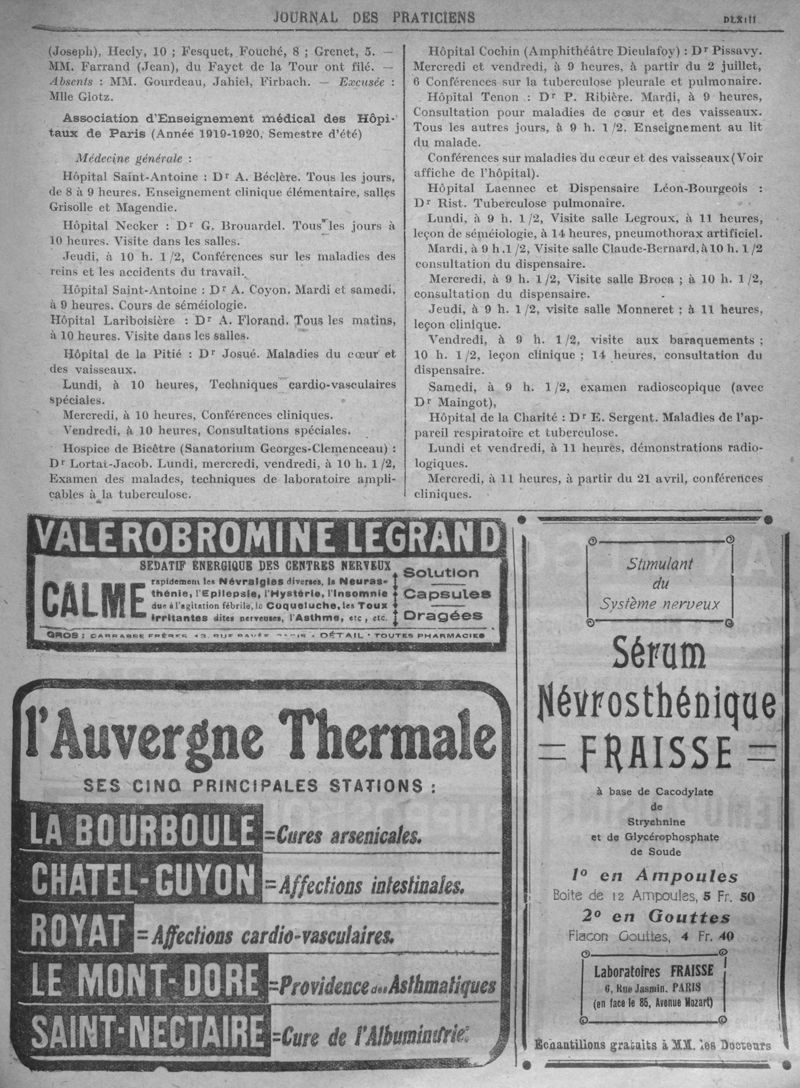 JOURNAL DES PRATICIENS
DLXIII
(Joseph), Heely, 10 ; Fesquet, Fouché, 8 ; Grenet, 5. —
MM. Farrand (Jean), du Fayet de la Tour ont filé. —
Absents : MM. Gourdeau, Jahiel, Firbach. — Excusée :
Mlle Glotz.
Association d'Enseignement médical des Hôpi-
taux de Paris (Année 1919-1920, Semestre d'été)
Médecine générale :
Hôpital Saint-Antoine : Dr A. Béclère. Tous les jours,
de 8 à 9 heures. Enseignement clinique élémentaire, salles
Grisolle et Magendie.
Hôpital Necker : Dr G. Brouardel. Tous les jours à
10 heures. Visite dans les salles.
Jeudi, à 10 h. 1/2, Conférences sur les maladies des
reins et les accidents du travail.
Hôpital Saint-Antoine : Dr A. Coyon. Mardi et samedi,
à 9 heures. Cours de séméiologie.
Hôpital Lariboisière : Dr A. Florand. Tous les matins,
à 10 heures. Visite dans les salles.
Hôpital de la Pitié : Dr Josué. Maladies du cœur et
des vaisseaux.
Lundi, à 10 heures, Techniques cardio-vasculaires
spéciales.
Mercredi, à 10 heures, Conférences cliniques.
Vendredi, à 10 heures, Consultations spéciales.
Hospice de Bicêtre (Sanatorium Georges-Clemenceau) :
Dr Lortat-Jacob. Lundi, mercredi, vendredi, à 10 h. 1/2,
Examen des malades, techniques de laboratoire ampli-
cables à la tuberculose.
Hôpital Cochin (Amphithéâtre Dieulafoy) : Dr Pissavy.
Mercredi et vendredi, à 9 heures, à partir du 2 juillet,
6 Conférences sur la tuberculose pleurale et pulmonaire.
Hôpital Tenon : Dr P. Ribière. Mardi, à 9 heures,
Consultation pour maladies de cœur et des vaisseaux.
Tous les autres jours, à 9 h. 1/2. Enseignement au lit
du malade.
Conférences sur maladies du cœur et des vaisseaux (Voir
affiche de l'hôpital).
Hôpital Laennec et Dispensaire Léon-Bourgeois :
Dr Rist. Tuberculose pulmonaire.
Lundi, à 9 h. 1/2, Visite salle Legroux, à 11 heures,
leçon de séméiologie, à 14 heures, pneumothorax artificiel.
Mardi, à 9 h. 1/2, Visite salle Claude-Bernard, à 10 h. 1/2
consultation du dispensaire.
Mercredi, à 9 h. 1/2, Visite salle Broca ; à 10 h. 1/2,
consultation du dispensaire.
Jeudi, à 9 h. 1/2, visite salle Monneret ; à 11 heures,
leçon clinique.
Vendredi, à 9 h. 1/2, visite aux baraquements ;
10 h. 1/2, leçon clinique ; 14 heures, consultation du
dispensaire.
Samedi, à 9 h. 1/2, examen radioscopique (avec
Dr Maingot),
Hôpital de la Charité : Dr E. Sergent. Maladies de l'ap-
pareil respiratoire et tuberculose.
Lundi et vendredi, à 11 heures, démonstrations radio-
logiques.
Mercredi, à 11 heures, à partir du 21 avril, conférences
cliniques.
VALEROBROMINE LEGRAND
SÉDATIF ÉNERGIQUE DES CENTRES NERVEUX
CALME
rapidement les Névralgies diverses, la Neuras-
thénie, l'Epilepsie, l'Hystérie, l'Insomnie
due à l'agitation fébrile, la Coqueluche, les Toux
irritantes dites nerveuses, l'Asthme, etc, etc.
Solution
Capsules
Dragées
GROS : DARRASSE FRÈRES 13, RUE PAVÉE PARIS - DÉTAIL - TOUTES PHARMACIES
l'Auvergne Thermale
SES CINQ PRINCIPALES STATIONS :
LA BOURBOULE = Cures arsenicales.
CHATEL-GUYON = Affections intestinales.
ROYAT = Affections cardio-vasculaires.
LE MONT-DORE = Providence des Asthmatiques
SAINT-NECTAIRE = Cure de l'Albuminurie.
Stimulant
du
Système nerveux
Sérum
Névrosthénique
= FRAISSE =
à base de Cacodylate
de
Strychnine
et de Glycérophosphate
de Soude
1º en Ampoules
Boite de 12 Ampoules, 5 Fr. 50
2º en Gouttes
Flacon Gouttes, 4 Fr. 40
Laboratoires FRAISSE
6, Rue Jasmin, PARIS
(en face le 85, Avenue Mozart)
Echantillons gratuits à MM. les Docteurs